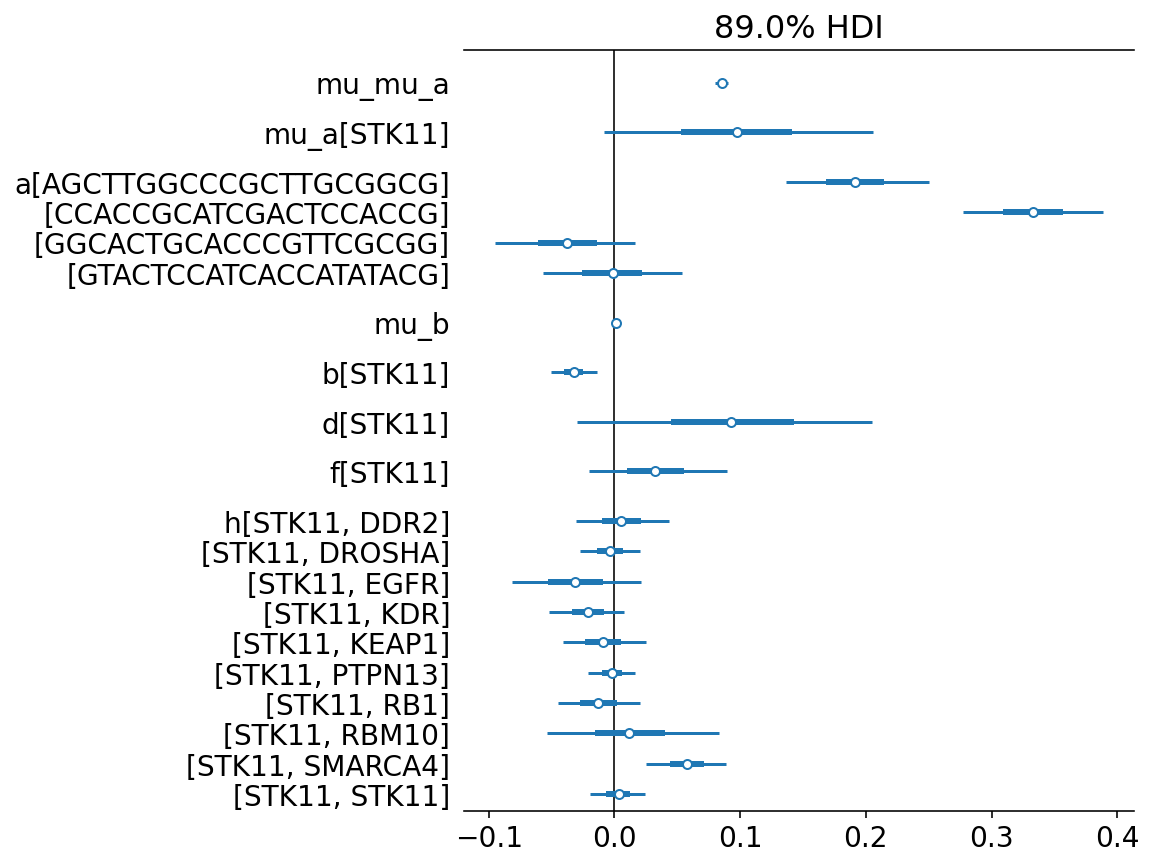 89.0% HDI
mu_mu_a
mu_a[STK11]
a[AGCTTGGCCCGCTTGCGGCG]
[CCACCGCATCGACTCCACCG]
[GGCACTGCACCCGTTCGCGG]
[GTACTCCATCACCATATACG]
mu_b
b[STK11]
d[STK11]
f[STK11]
h[STK11, DDR2]
[STK11, DROSHA]
[STK11, EGFR]
[STK11, KDR]
[STK11, KEAP1]
[STK11, PTPN13]
[STK11, RB1]
[STK11, RBM10]
[STK11, SMARCA4]
[STK11, STK11]
−0.1 0.0 0.1 0.2 0.3 0.4